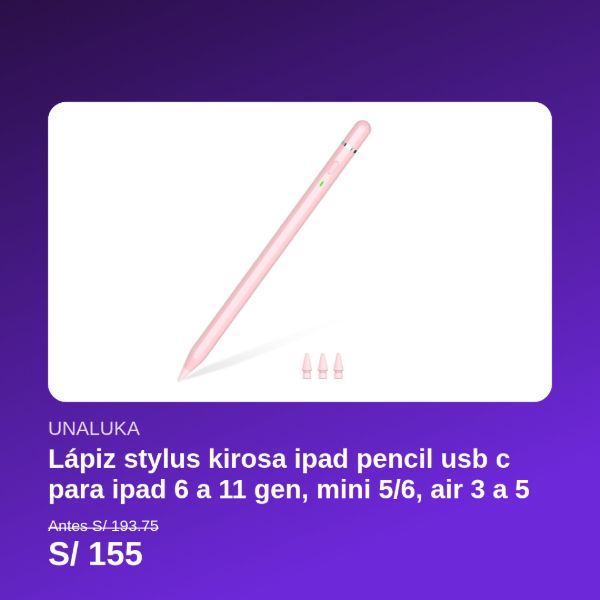 UNALUKA
Lápiz stylus kirosa ipad pencil usb c
para ipad 6 a 11 gen, mini 5/6, air 3 a 5
Antes S/ 193.75
S/ 155